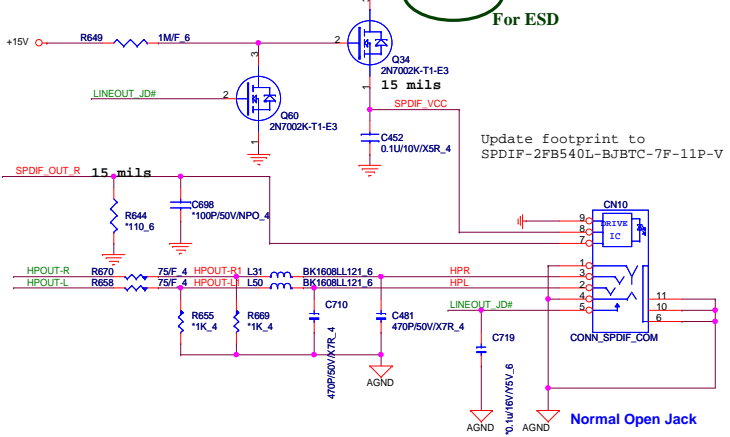 For ESD
+15V
R649
1M/F_6
2
3
Q34
2N7002K-T1-E3
1
15 mils
SPDIF_VCC
LINEOUT_JD#
2
Q60
2N7002K-T1-E3
1
C452
0.1U/10V/X5R_4
Update footprint to
SPDIF-2FB540L-BJBTC-7F-11P-V
SPDIF_OUT_R
15 mils
R644
*110_6
C698
*100P/50V/NPO_4
CN10
9
8
7
DRIVE
IC
HPOUT-R
R670
75/F_4
HPOUT-R1
L31
BK1608LL121_6
HPR
HPOUT-L
R658
75/F_4
HPOUT-L1
L50
BK1608LL121_6
HPL
1
3
2
4
5
11
10
6
LINEOUT_JD#
R655
*1K_4
R669
*1K_4
C710
470P/50V/X7R_4
C481
470P/50V/X7R_4
C719
*0.1u/16V/Y5V_6
CONN_SPDIF_COM
AGND
AGND
AGND
Normal Open Jack